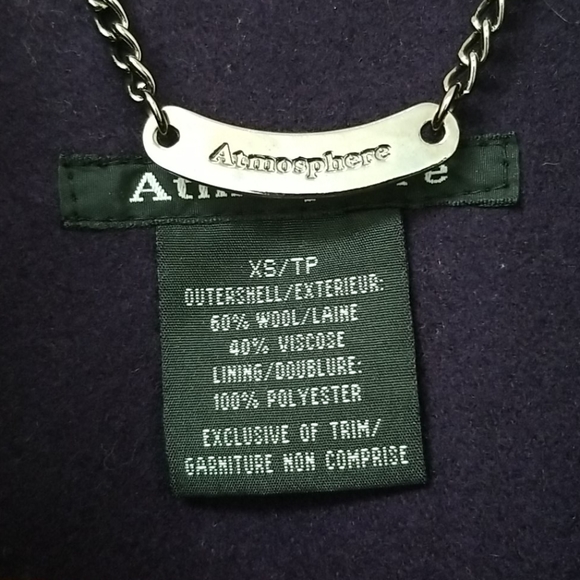 Atmosphere
XS/TP
OUTERSHELL/EXTERIEUR:
60% WOOL/LAINE
40% VISCOSE
LINING/DOUBLURE:
100% POLYESTER
EXCLUSIVE OF TRIM/
GARNITURE NON COMPRISE